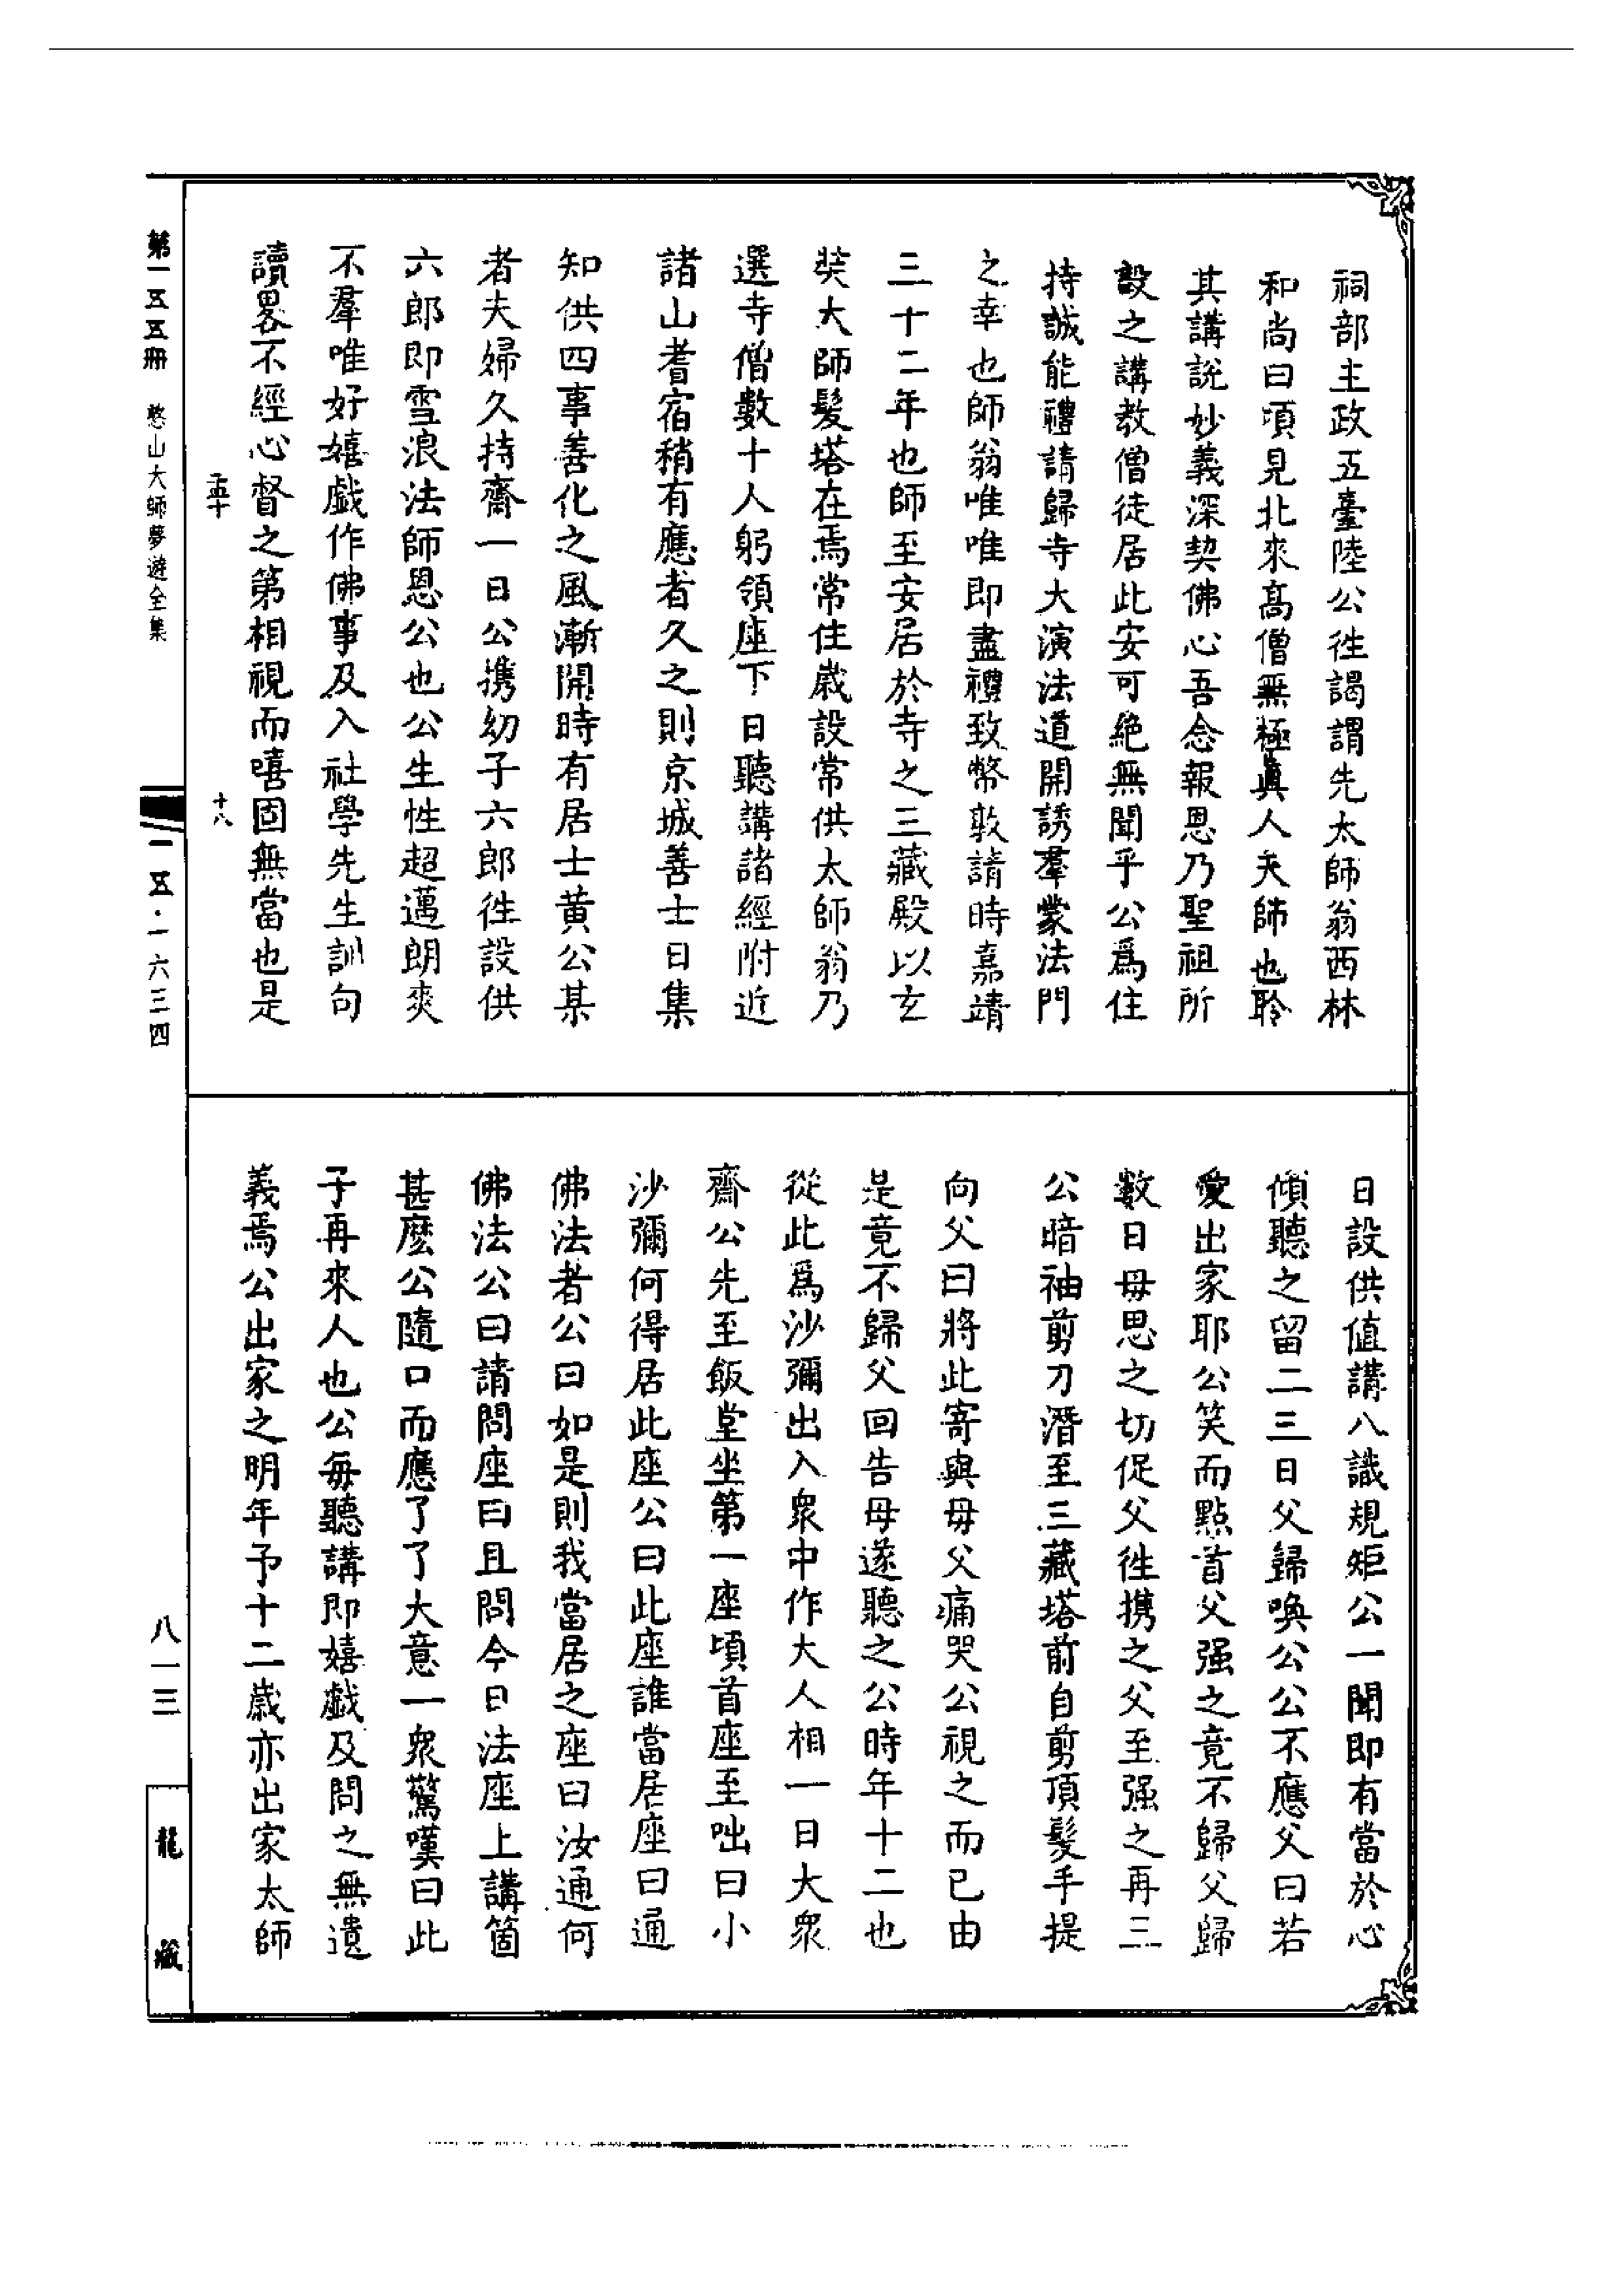 祠部主政五臺陸公徃謁謂先太師翁西林
和尚曰頃見北來高僧無極眞人天師也聆
其講說妙義深契佛心吾念報恩乃聖祖所
設之講教僧徒居此安可絶無聞乎公爲住
持誠能禮請歸寺大演法道開誘羣蒙法門
之幸也師翁唯唯即盡禮致幣敦請時嘉靖
三十二年也師至安居於寺之三藏殿以玄
奘大師髮塔在焉常住歲設常供太師翁乃
選寺僧數十人躬領座下日聽講諸經附近
諸山耆宿稍有應者久之則京城善士日集
知供四事善化之風漸開時有居士黄公某
者夫婦久持齋一日公携幼子六郎徃設供
六郎即雪浪法師恩公也公生性超邁朗爽
不羣唯好嬉戲作佛事及入社學先生訓句
讀畧不經心督之第相視而嘻固無當也是
五十
十八
日設供值講八識規矩公一聞即有當於心
傾聽之留二三日父歸喚公公不應父曰若
愛出家耶公笑而點首父强之竟不歸父歸
數日毋思之切促父徃携之父至强之再三
公暗袖剪刀潛至三藏塔前自剪頂髮手提
向父曰將此寄與毋父痛哭公視之而已由
是竟不歸父回告母遂聽之公時年十二也
從此爲沙彌出入衆中作大人相一日大衆
齋公先至飯堂坐第一座頃首座至咄曰小
沙彌何得居此座公曰此座誰當居座曰通
佛法者公曰如是則我當居之座曰汝通何
佛法公曰請問座曰且問今日法座上講箇
甚麽公隨口而應了了大意一衆驚嘆曰此
子再來人也公每聽講即嬉戲及問之無遺
義焉公出家之明年予十二歲亦出家太師
第一五五冊　憨山大師夢遊全集
一五·一六三四
八一三
龍藏